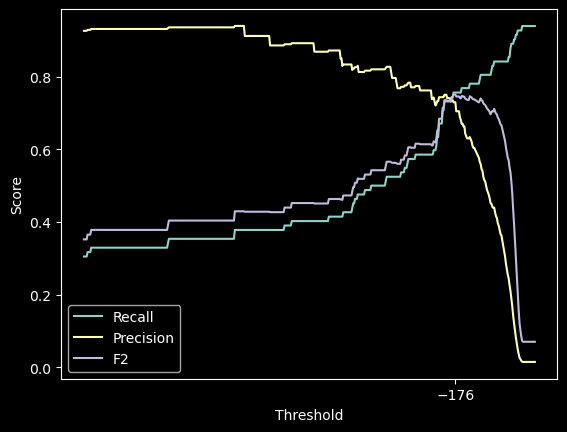 0.8
0.6
0.4
0.2
0.0
Score
Recall
Precision
F2
−176
Threshold